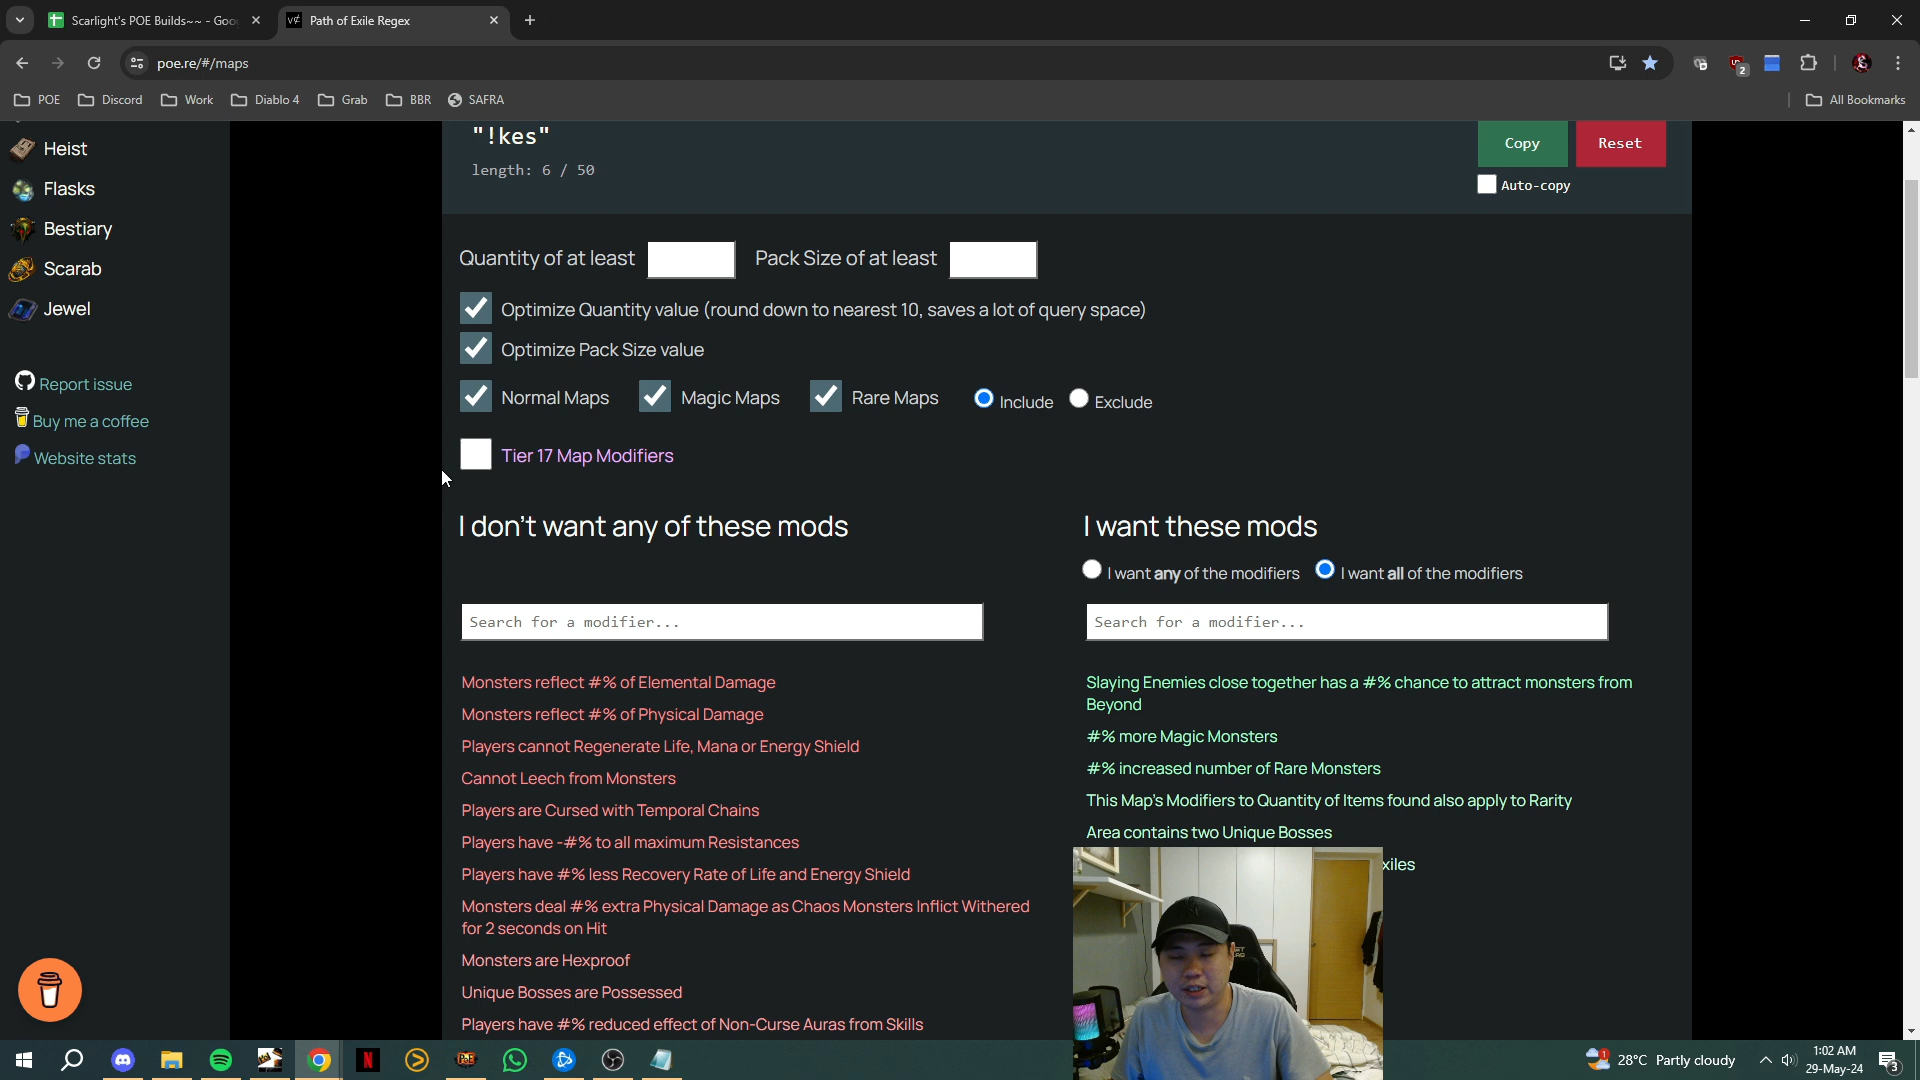 Scarlight's POE Builds~~ - Goo
Path of Exile Regex
poe.re/#/maps
2
POE
Discord
Work
Diablo 4
Grab
BBR
SAFRA
All Bookmarks
Heist
Flasks
Bestiary
Scarab
Jewel
Report issue
Buy me a coffee
Website stats
"!kes"
length: 6 / 50
Copy
Reset
Auto-copy
Quantity of at least
Pack Size of at least
Optimize Quantity value (round down to nearest 10, saves a lot of query space)
Optimize Pack Size value
Normal Maps
Magic Maps
Rare Maps
Include
Exclude
Tier 17 Map Modifiers
I don't want any of these mods
Search for a modifier...
Monsters reflect #% of Elemental Damage
Monsters reflect #% of Physical Damage
Players cannot Regenerate Life, Mana or Energy Shield
Cannot Leech from Monsters
Players are Cursed with Temporal Chains
Players have -#% to all maximum Resistances
Players have #% less Recovery Rate of Life and Energy Shield
Monsters deal #% extra Physical Damage as Chaos Monsters Inflict Withered
for 2 seconds on Hit
Monsters are Hexproof
Unique Bosses are Possessed
Players have #% reduced effect of Non-Curse Auras from Skills
I want these mods
I want any of the modifiers
I want all of the modifiers
Search for a modifier...
Slaying Enemies close together has a #% chance to attract monsters from
Beyond
#% more Magic Monsters
#% increased number of Rare Monsters
This Map's Modifiers to Quantity of Items found also apply to Rarity
Area contains two Unique Bosses
xiles
28°C Partly cloudy
1:02 AM
29-May-24
3